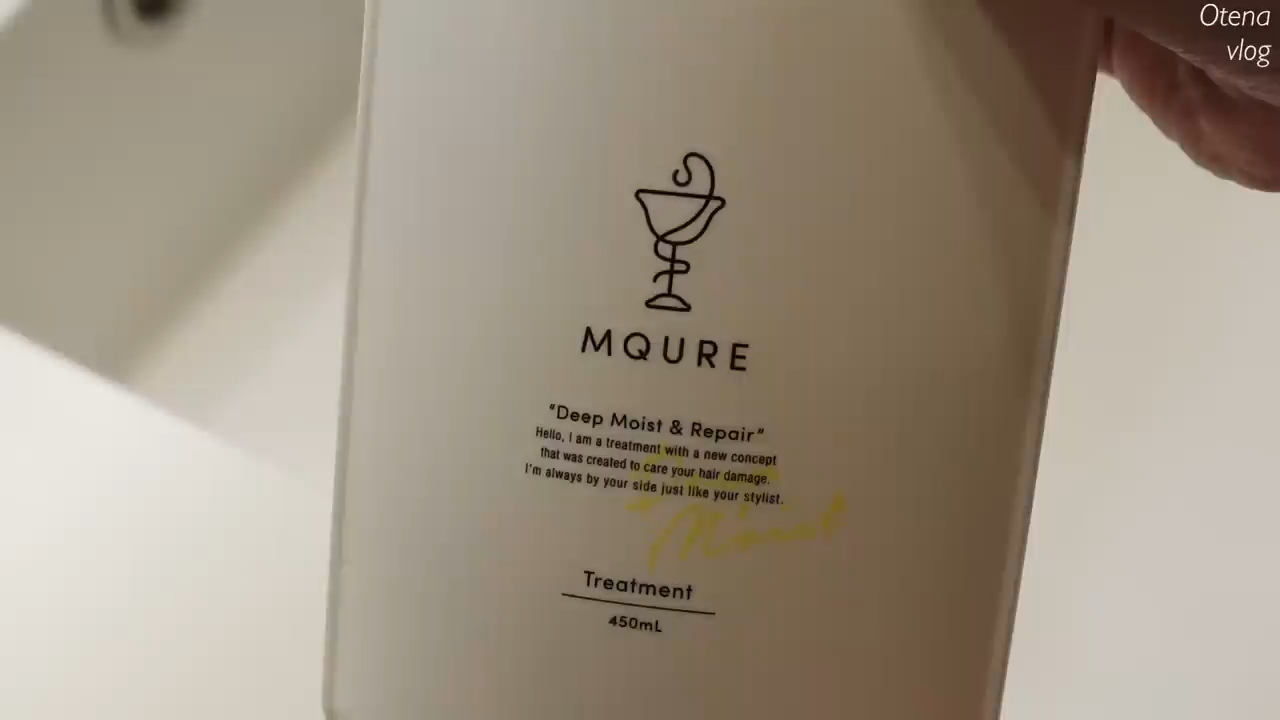 Otena
vlog
MQURE
"Deep Moist & Repair"
Hello, I am a treatment with a new concept
that was created to care your hair damage.
I'm always by your side just like your stylist.
Moist
Treatment
450mL